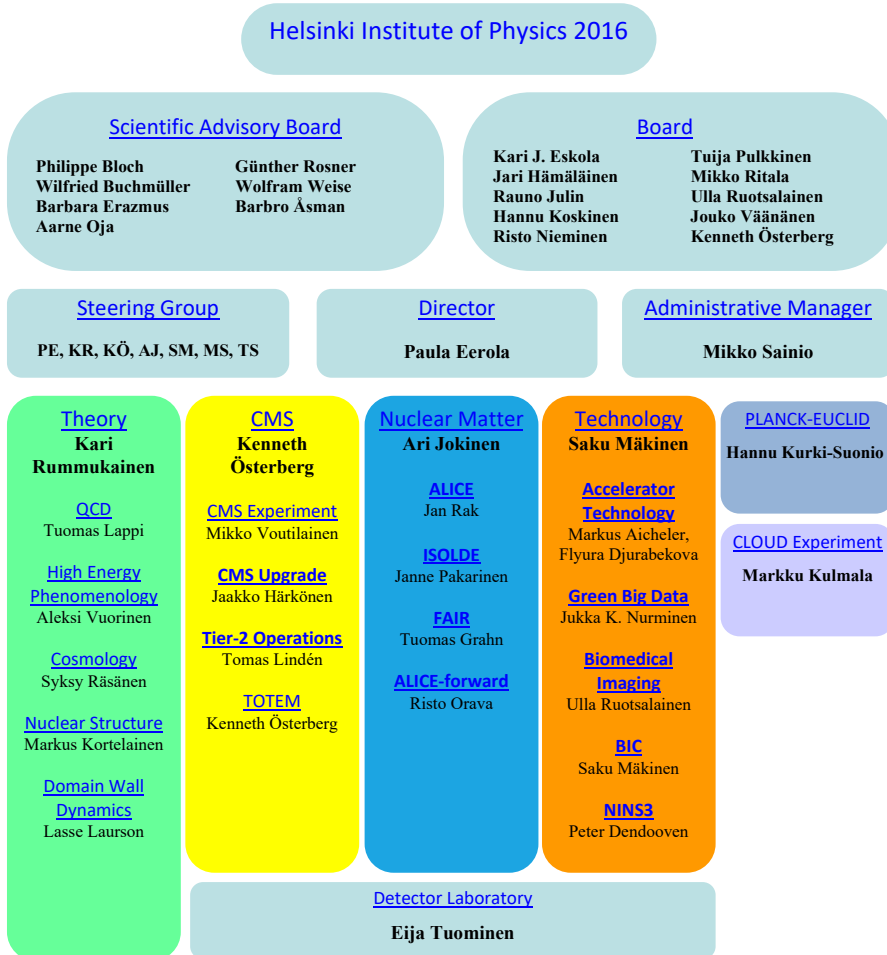 Helsinki Institute of Physics 2016
Scientific Advisory Board
Philippe Bloch
Wilfried Buchmüller
Barbara Erazmus
Aarne Oja
Günther Rosner
Wolfram Weise
Barbro Åsman
Board
Kari J. Eskola
Jari Hämäläinen
Rauno Julin
Hannu Koskinen
Risto Nieminen
Tuija Pulkkinen
Mikko Ritala
Ulla Ruotsalainen
Jouko Väänänen
Kenneth Österberg
Steering Group
PE, KR, KÖ, AJ, SM, MS, TS
Director
Paula Eerola
Administrative Manager
Mikko Sainio
Theory
Kari
Rummukainen
QCD
Tuomas Lappi
High Energy
Phenomenology
Aleksi Vuorinen
Cosmology
Syksy Räsänen
Nuclear Structure
Markus Kortelainen
Domain Wall
Dynamics
Lasse Laurson
CMS
Kenneth
Österberg
CMS Experiment
Mikko Voutilainen
CMS Upgrade
Jaakko Härkönen
Tier-2 Operations
Tomas Lindén
TOTEM
Kenneth Österberg
Nuclear Matter
Ari Jokinen
ALICE
Jan Rak
ISOLDE
Janne Pakarinen
FAIR
Tuomas Grahn
ALICE-forward
Risto Orava
Technology
Saku Mäkinen
Accelerator
Technology
Markus Aicheler,
Flyura Djurabekova
Green Big Data
Jukka K. Nurminen
Biomedical
Imaging
Ulla Ruotsalainen
BIC
Saku Mäkinen
NINS3
Peter Dendooven
PLANCK-EUCLID
Hannu Kurki-Suonio
CLOUD Experiment
Markku Kulmala
Detector Laboratory
Eija Tuominen